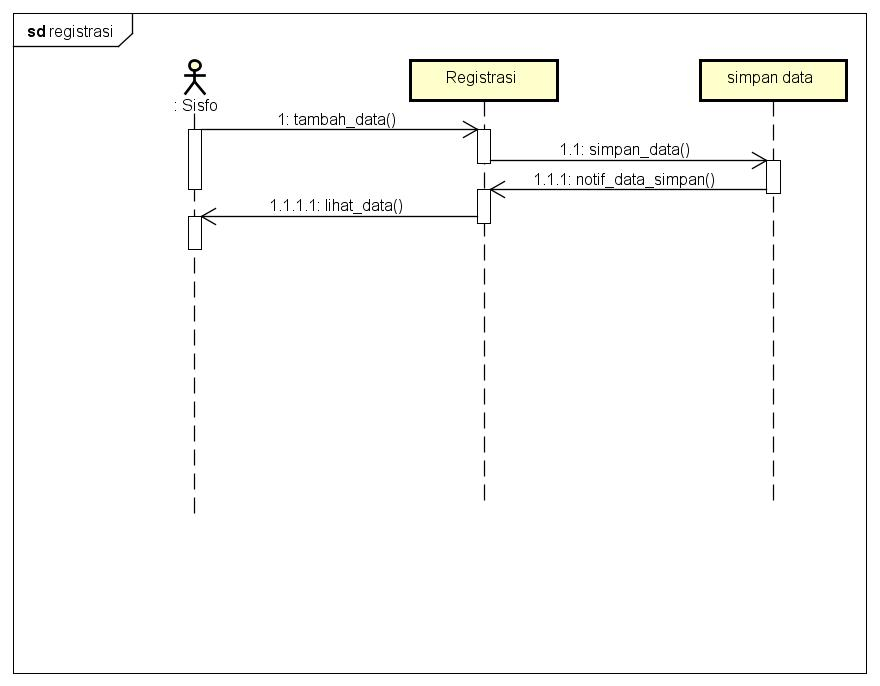 sd registrasi
Registrasi
simpan data
: Sisfo
1: tambah_data()
1.1: simpan_data()
1.1.1: notif_data_simpan()
1.1.1.1: lihat_data()